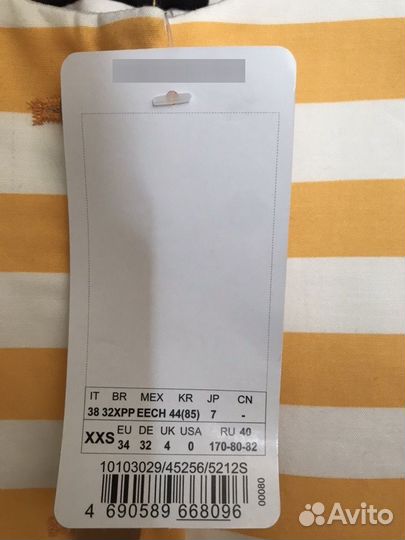 IT BR MEX KR JP CN
38 32XPP EECH 44(85) 7 -
XXS EU DE UK USA RU 40
34 32 4 0 170-80-82
10103029/45256/5212S
00080
4 690589 668096
Avito